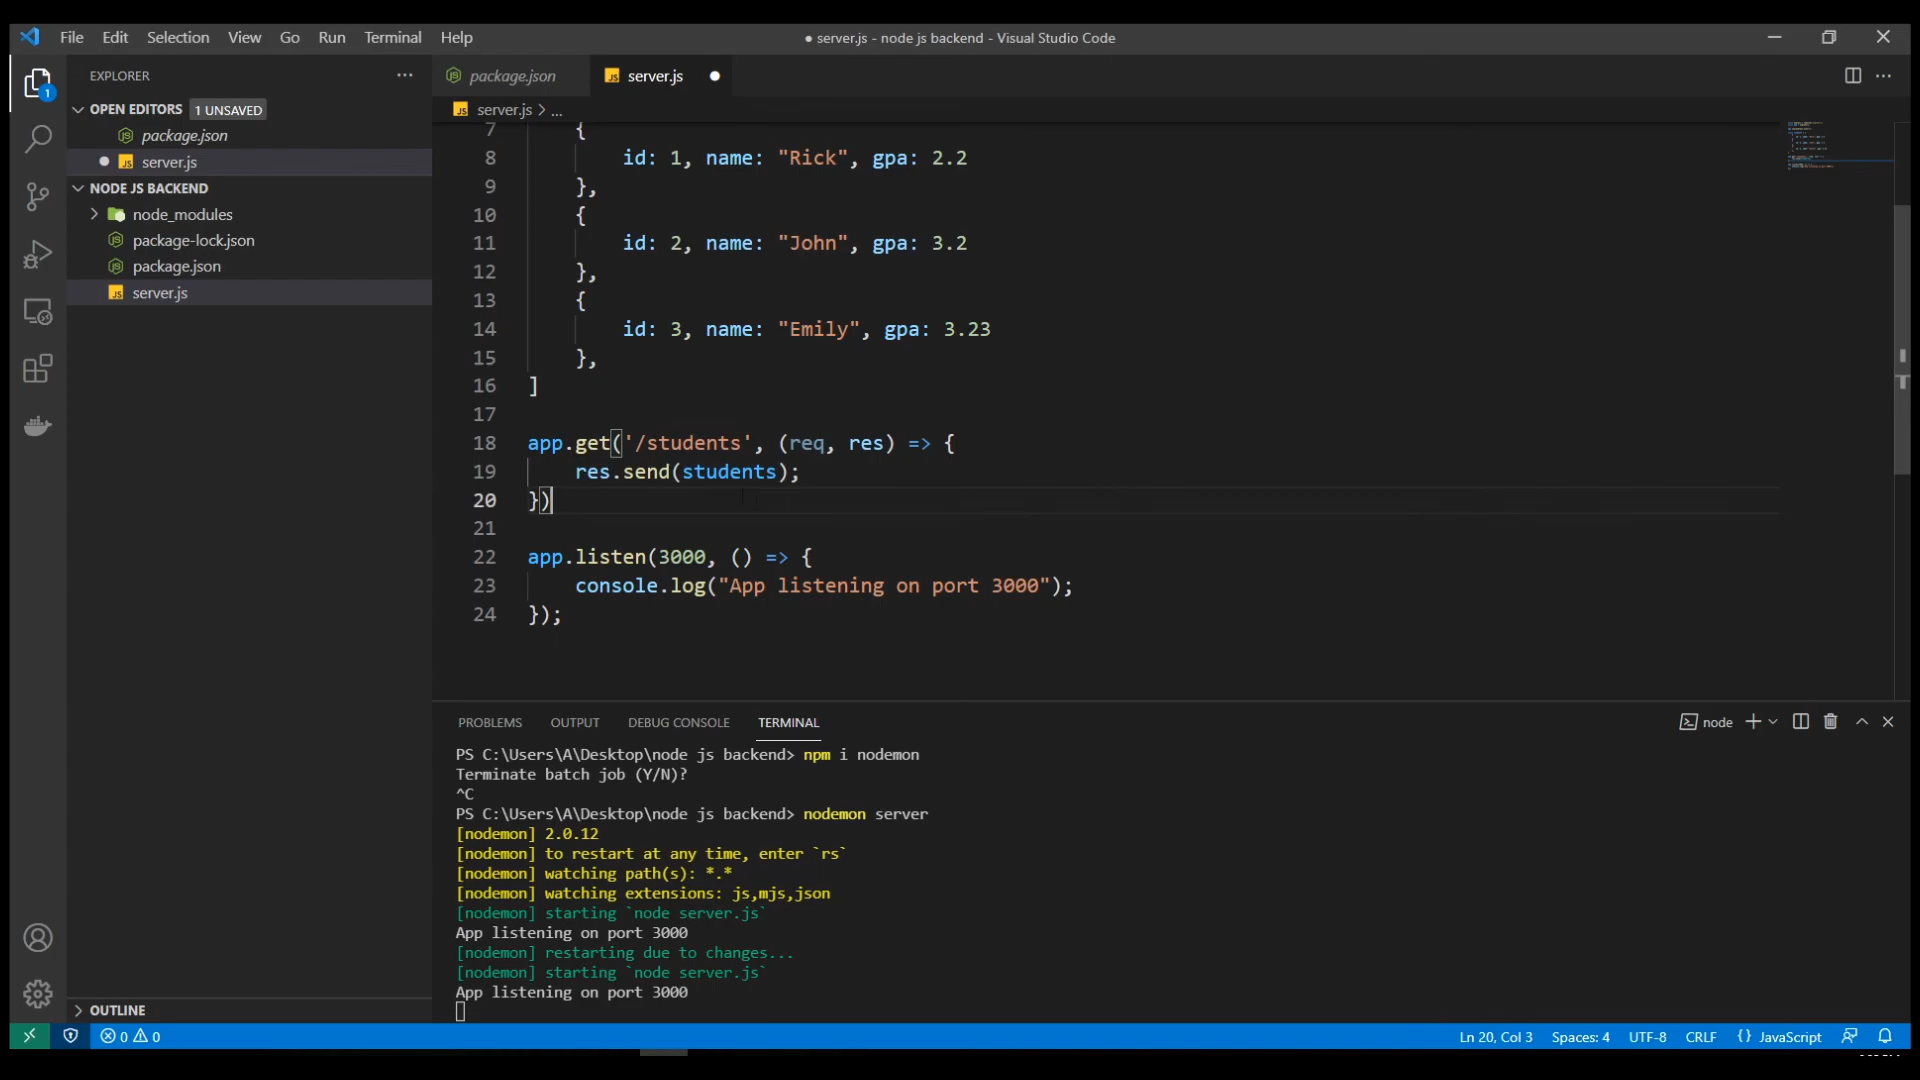 File Edit Selection View Go Run Terminal Help
● server.js - node js backend - Visual Studio Code
EXPLORER
package.json
server.js
1
OPEN EDITORS 1 UNSAVED
package.json
server.js
NODE JS BACKEND
node_modules
package-lock.json
package.json
server.js
OUTLINE
server.js > ...
7 {
8 id: 1, name: "Rick", gpa: 2.2
9 },
10 {
11 id: 2, name: "John", gpa: 3.2
12 },
13 {
14 id: 3, name: "Emily", gpa: 3.23
15 },
16 ]
17
18 app.get('/students', (req, res) => {
19 res.send(students);
20 })
21
22 app.listen(3000, () => {
23 console.log("App listening on port 3000");
24 });
PROBLEMS OUTPUT DEBUG CONSOLE TERMINAL
node
PS C:\Users\A\Desktop\node js backend> npm i nodemon
Terminate batch job (Y/N)?
^C
PS C:\Users\A\Desktop\node js backend> nodemon server
[nodemon] 2.0.12
[nodemon] to restart at any time, enter `rs`
[nodemon] watching path(s): *.*
[nodemon] watching extensions: js,mjs,json
[nodemon] starting `node server.js`
App listening on port 3000
[nodemon] restarting due to changes...
[nodemon] starting `node server.js`
App listening on port 3000
0 0
Ln 20, Col 3 Spaces: 4 UTF-8 CRLF {} JavaScript